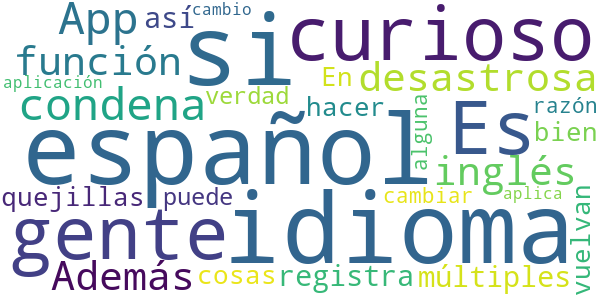 App así cambio si curioso
función En desastrosa
aplicación
condena verdad hacer alguna razón
español Es bien
inglés
quejillas puede idioma cambiar aplica
gente vuelvan
Además cosas registra múltiples